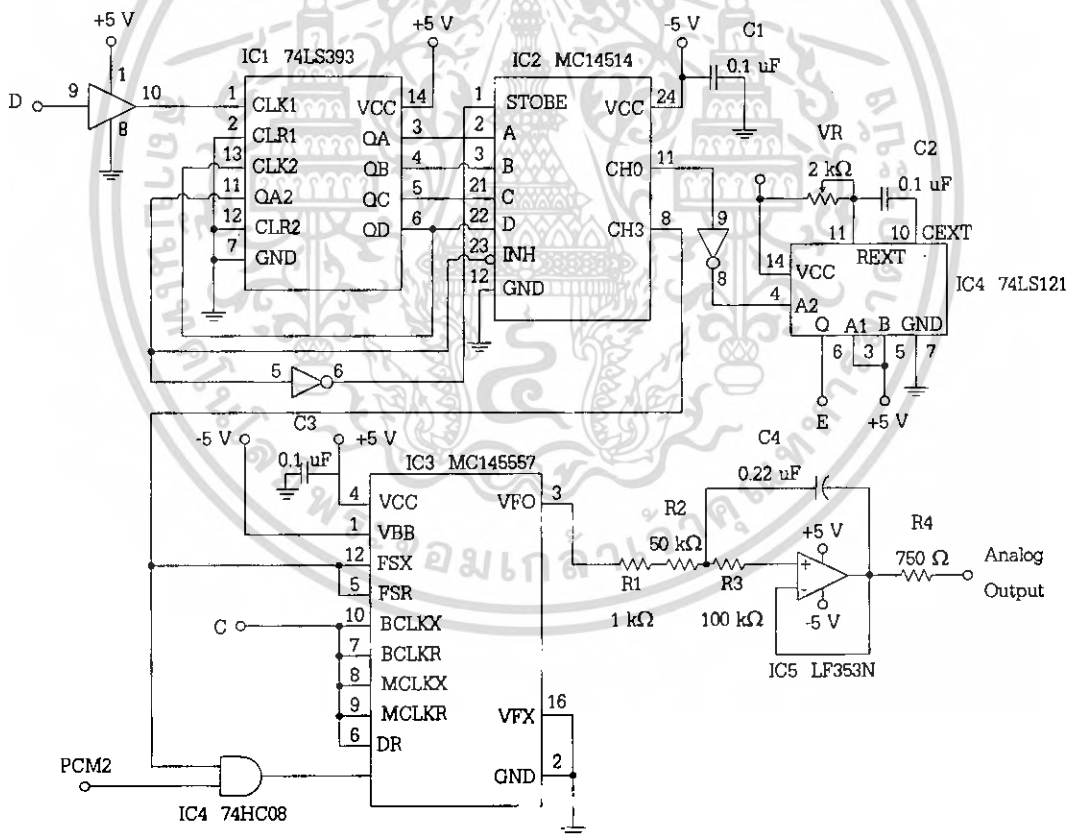 +5 V
D
9
1
10
8
IC1 74LS393
+5 V
1 CLK1
2 CLR1
13 CLK2
11 QA2
12 CLR2
7 GND
VCC 14
QA 3
QB 4
QC 5
QD 6
IC2 MC14514
-5 V
C1
0.1 uF
1 STOBE
2 A
3 B
21 C
22 D
23 INH
12 GND
VCC 24
CH0 11
CH3 8
9
8
VR
2 kΩ
C2
0.1 uF
11
10 CEXT
REXT
14 VCC
4 A2
IC4 74LS121
Q A1 B GND
6 3 5 7
E
+5 V
5 6
C3
-5 V
+5 V
0.1 uF
IC3 MC145557
4 VCC
1 VBB
12 FSX
5 FSR
C
10 BCLKX
7 BCLKR
8 MCLKX
9 MCLKR
6 DR
VFO 3
VFX 16
GND 2
PCM2
IC4 74HC08
C4
0.22 uF
R2
50 kΩ
R1
1 kΩ
R3
100 kΩ
+5 V
+
-
-5 V
IC5 LF353N
R4
750 Ω
Analog
Output